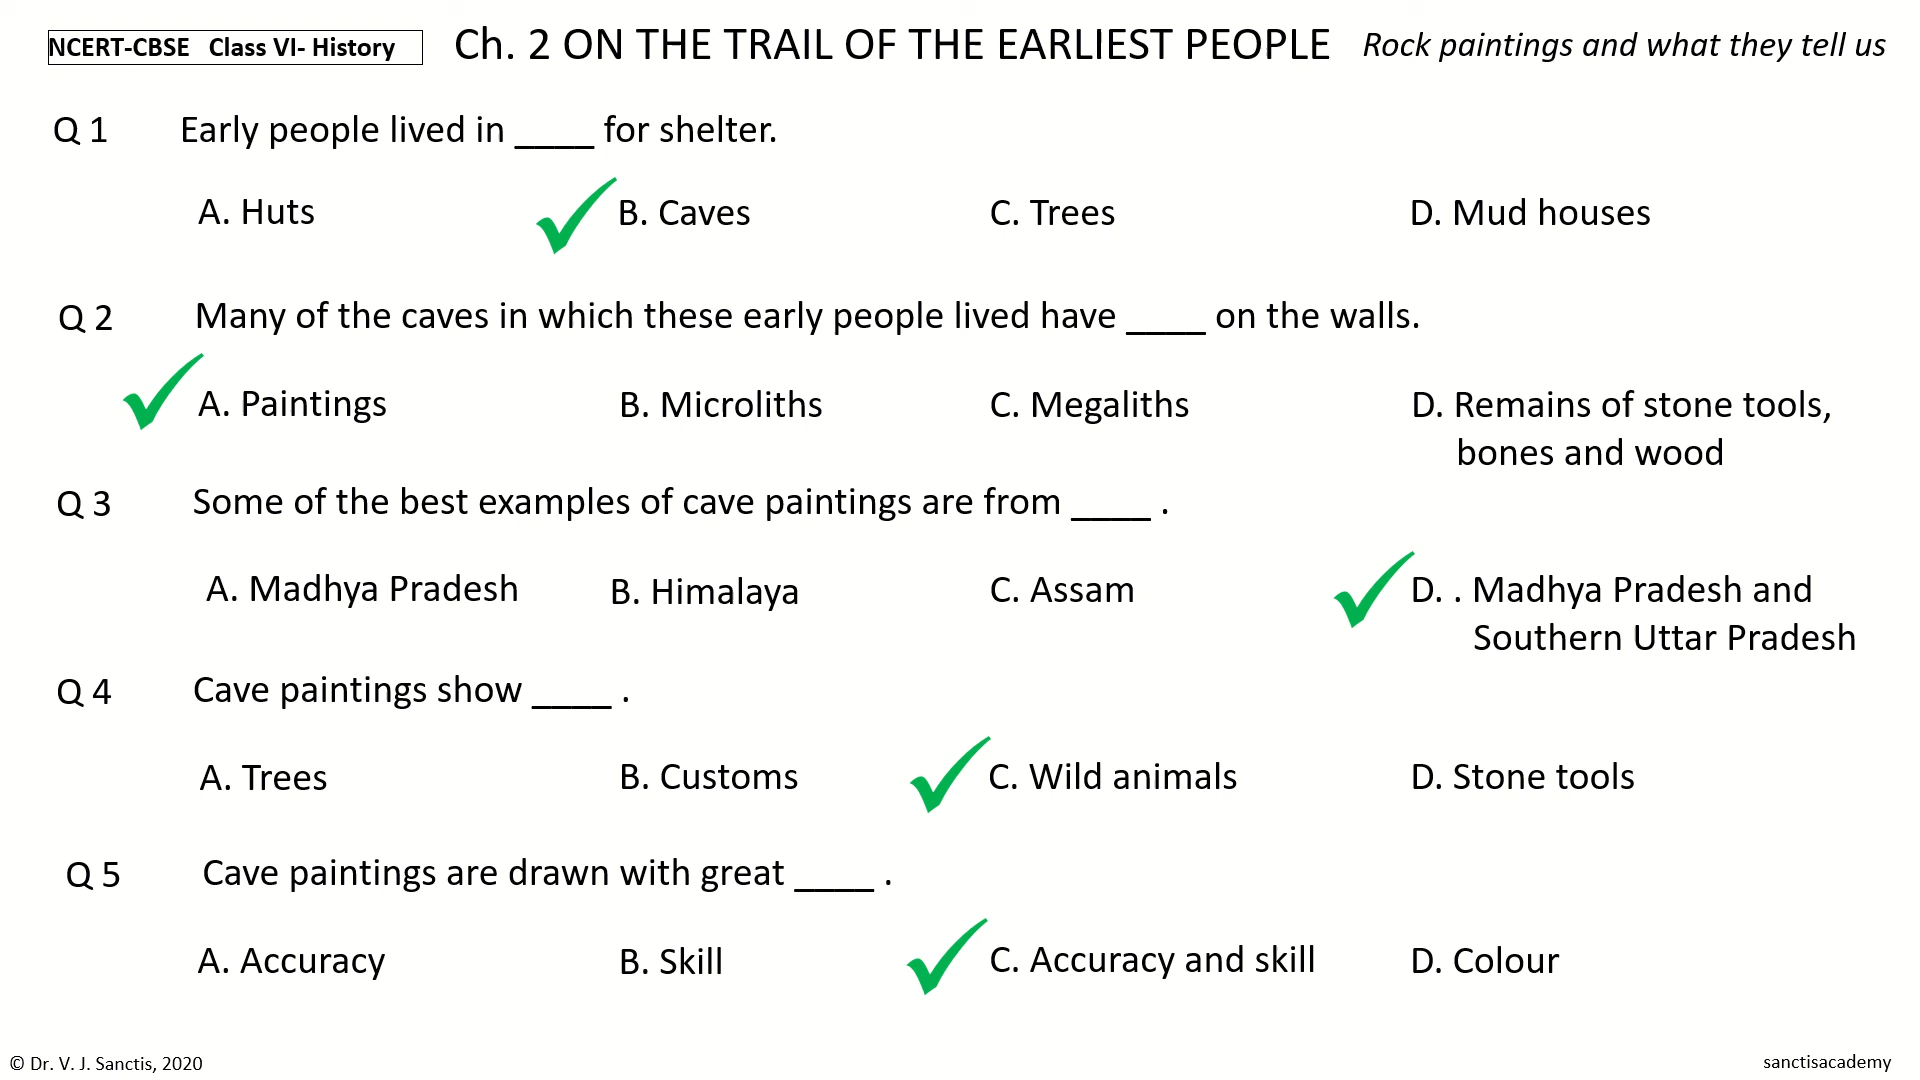 NCERT-CBSE Class VI- History Ch. 2 ON THE TRAIL OF THE EARLIEST PEOPLE Rock paintings and what they tell us
Q 1 Early people lived in ____ for shelter.
A. Huts B. Caves C. Trees D. Mud houses
Q 2 Many of the caves in which these early people lived have ____ on the walls.
A. Paintings B. Microliths C. Megaliths D. Remains of stone tools,
bones and wood
Q 3 Some of the best examples of cave paintings are from ____ .
A. Madhya Pradesh B. Himalaya C. Assam D. . Madhya Pradesh and
Southern Uttar Pradesh
Q 4 Cave paintings show ____ .
A. Trees B. Customs C. Wild animals D. Stone tools
Q 5 Cave paintings are drawn with great ____ .
A. Accuracy B. Skill C. Accuracy and skill D. Colour
© Dr. V. J. Sanctis, 2020 sanctisacademy